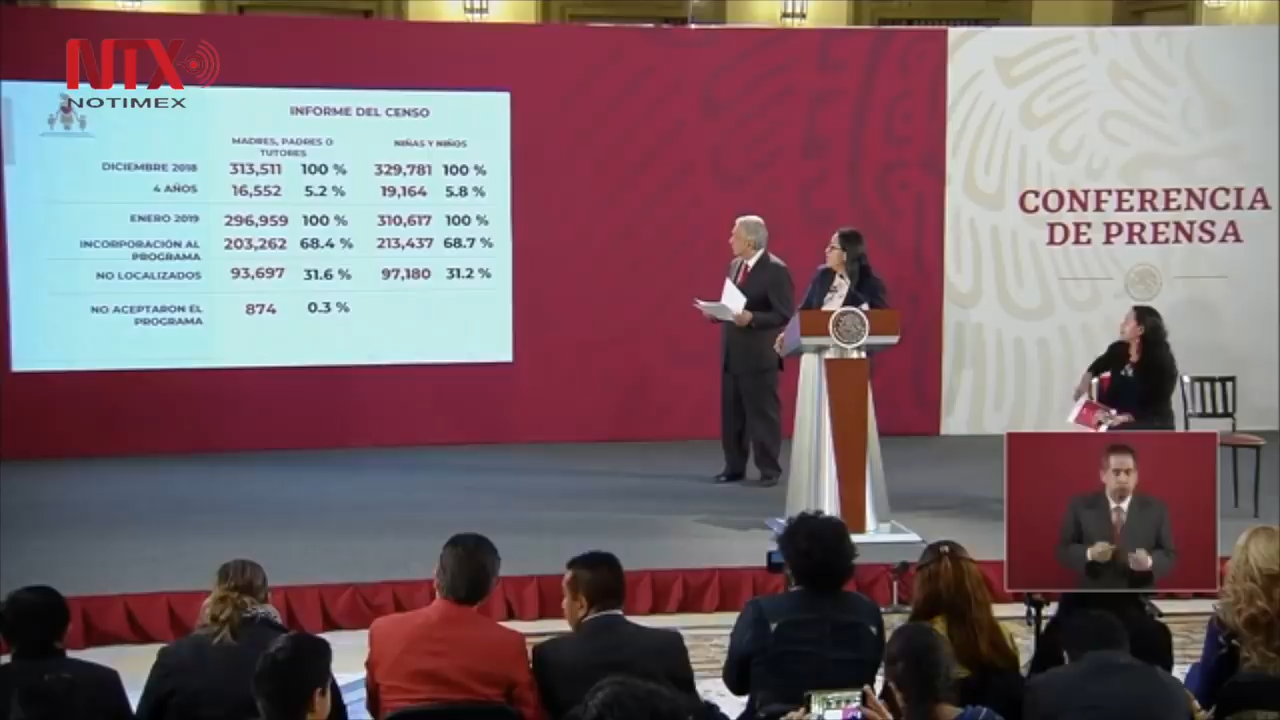 NTX
NOTIMEX
INFORME DEL CENSO
MADRES, PADRES O
TUTORES
NIÑAS Y NIÑOS
DICIEMBRE 2018 313,511 100 % 329,781 100 %
4 AÑOS 16,552 5.2 % 19,164 5.8 %
ENERO 2019 296,959 100 % 310,617 100 %
INCORPORACIÓN AL
PROGRAMA 203,262 68.4 % 213,437 68.7 %
NO LOCALIZADOS 93,697 31.6 % 97,180 31.2 %
NO ACEPTARON EL
PROGRAMA 874 0.3 %
CONFERENCIA
DE PRENSA